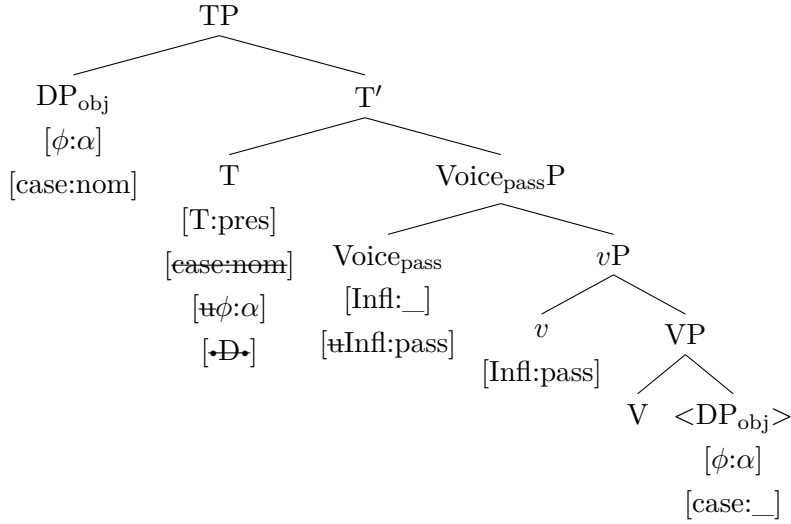 TP
DPobj T′
[ϕ:α]
[case:nom] T VoicepassP
[T:pres]
[case:nom] Voicepass vP
[uϕ:α] [Infl:_]
[•D•] [uInfl:pass] v VP
[Infl:pass]
V <DPobj>
[ϕ:α]
[case:_]